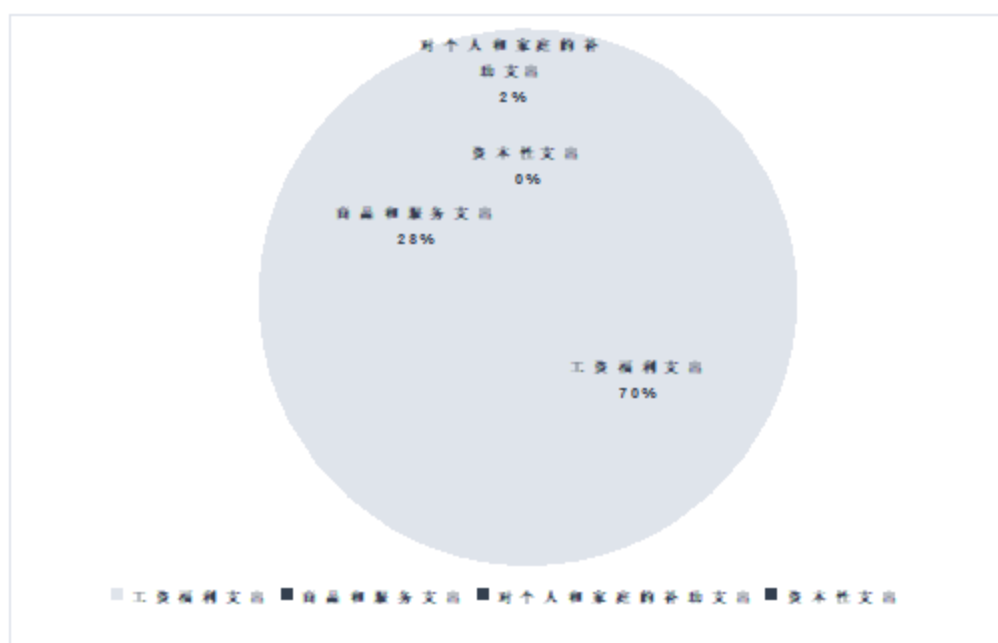 对个人和家庭的补
助支出
2%
资本性支出
0%
商品和服务支出
28%
工资福利支出
70%
工资福利支出 商品和服务支出 对个人和家庭的补助支出 资本性支出